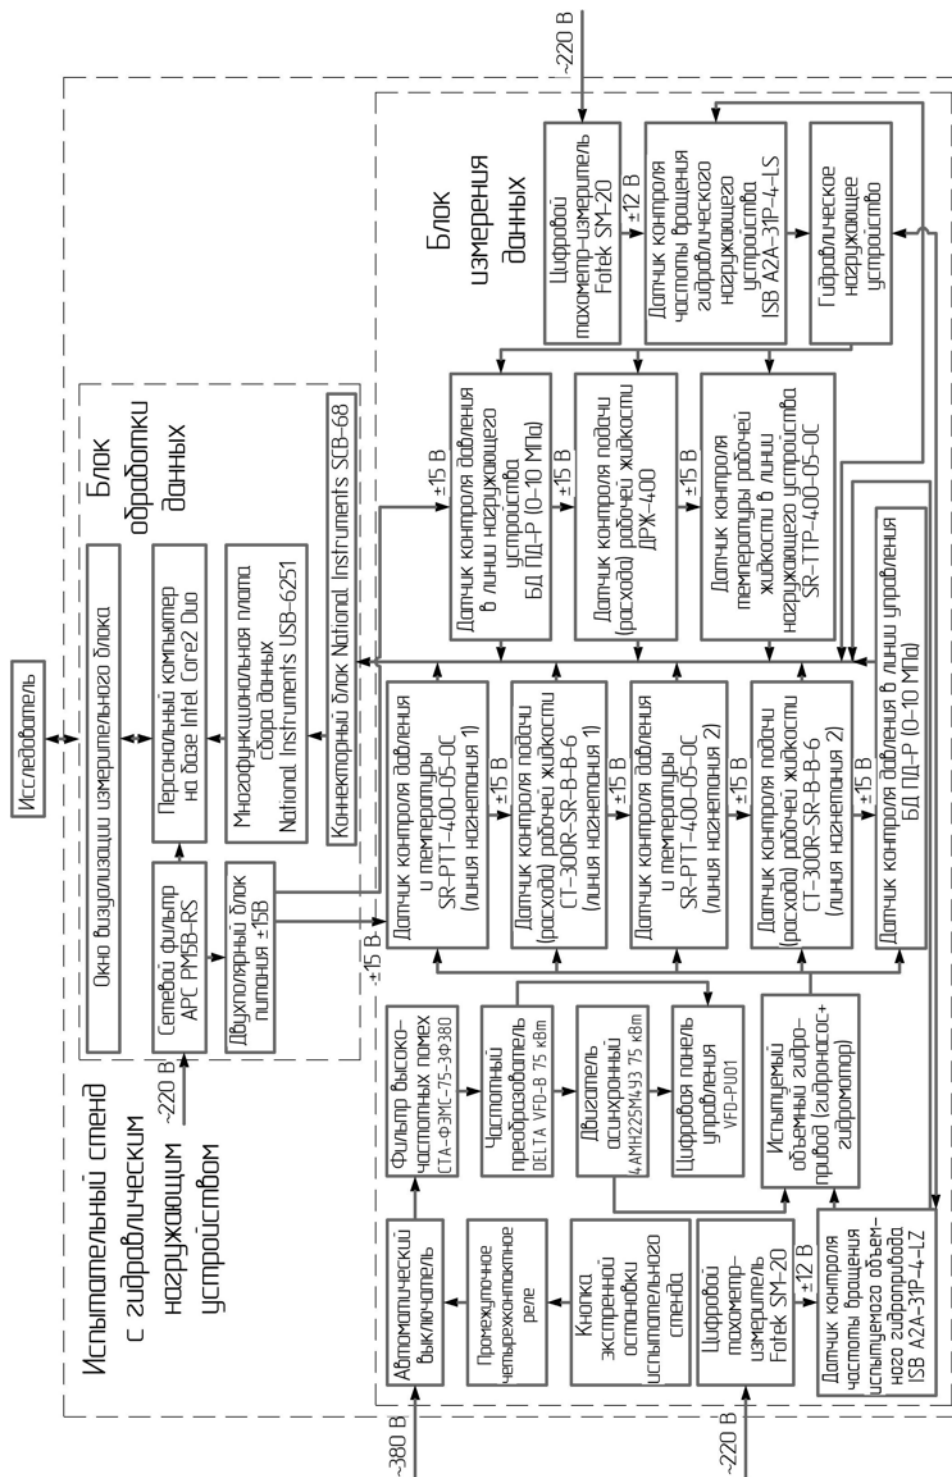 Исследователь
Испытательный стенд
с гидравлическим
нагружающим
устройством
Блок
обработки
данных
Окно визуализации измерительного блока
~220 В
Сетевой фильтр
APC PM5B-RS
Персональный компьютер
на базе Intel Core2 Duo
Двухполярный блок
питания ±15В
Многофункциональная плата
сбора данных
National Instruments USB-6251
Коннекторный блок National Instruments SCB-68
±15 В
±15 В
Блок
измерения
данных
~380 В
Автоматический
выключатель
Промежуточное
четырехконтактное
реле
Кнопка
экстренной
остановки
испытательного
стенда
~220 В
Цифровой
тахометр-
измеритель
Fotek SM-20
±12 В
Датчик контроля
частоты вращения
испытуемого объем-
ного гидропривода
ISB A2A-31P-4-LZ
Фильтр высоко-
частотных помех
СТА-ФЭМС-75-3Ф380
Частотный
преобразователь
DELTA VFD-B 75 кВт
Двигатель
асинхронный
4АМН225М4УЗ 75 кВт
Цифровая панель
управления
VFD-PU01
Испытуемый
объемный гидро-
привод (гидронасос+
гидромотор)
Датчик контроля давления
и температуры
SR-PTT-400-05-0C
(линия нагнетания 1)
±15 В
Датчик контроля подачи
(расхода) рабочей жидкости
CT-300R-SR-B-B-6
(линия нагнетания 1)
±15 В
Датчик контроля давления
и температуры
SR-PTT-400-05-0C
(линия нагнетания 2)
±15 В
Датчик контроля подачи
(расхода) рабочей жидкости
CT-300R-SR-B-B-6
(линия нагнетания 2)
±15 В
Датчик контроля давления в линии управления
БД ПД-Р (0-10 МПа)
Датчик контроля давления
в линии нагружающего
устройства
БД ПД-Р (0-10 МПа)
±15 В
Датчик контроля подачи
(расхода) рабочей жидкости
ДРЖ-400
±15 В
Датчик контроля
температуры рабочей
жидкости в линии
нагружающего устройства
SR-TTP-400-05-0C
~220 В
Цифровой
тахометр-измеритель
Fotek SM-20
±12 В
Датчик контроля
частоты вращения
гидравлического
нагружающего
устройства
ISB A2A-31P-4-LS
Гидравлическое
нагружающее
устройство